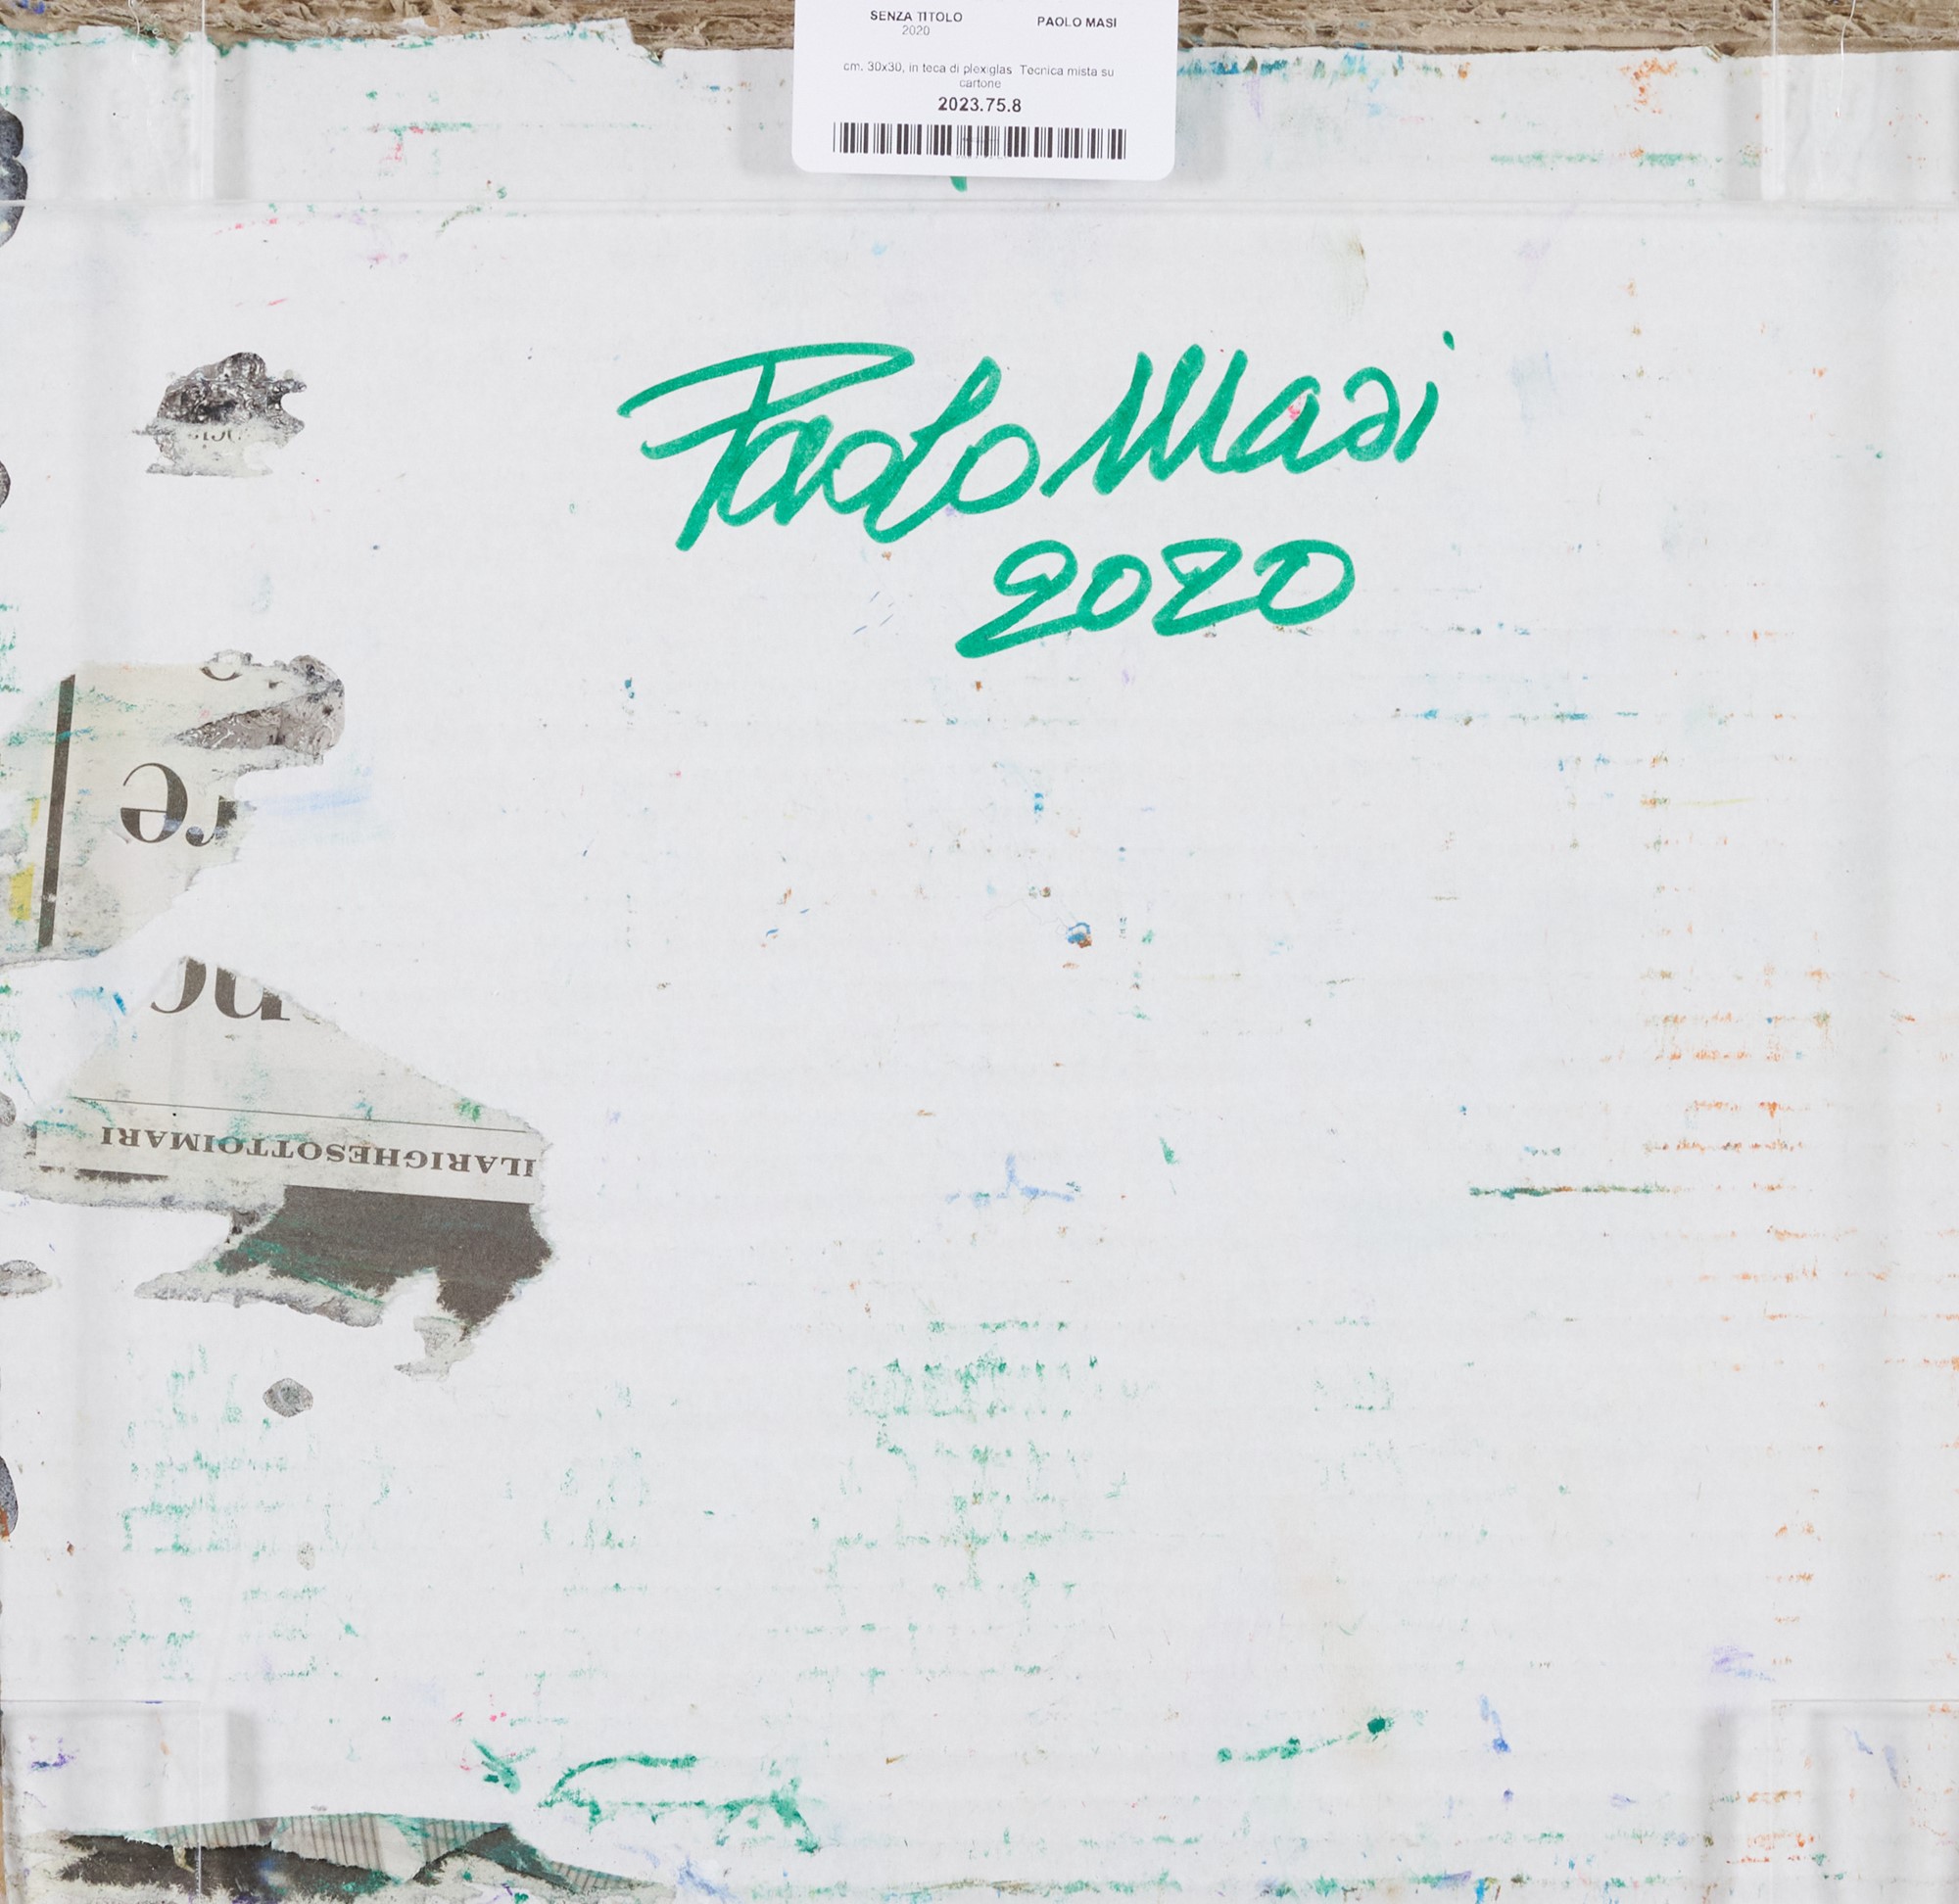 SENZA TITOLO PAOLO MASI
2020
cm. 30x30, in teca di plexiglas Tecnica mista su
cartone
2023.75.8
Paolo Masi
2020
re
ILARIGHESOTTOIMARI